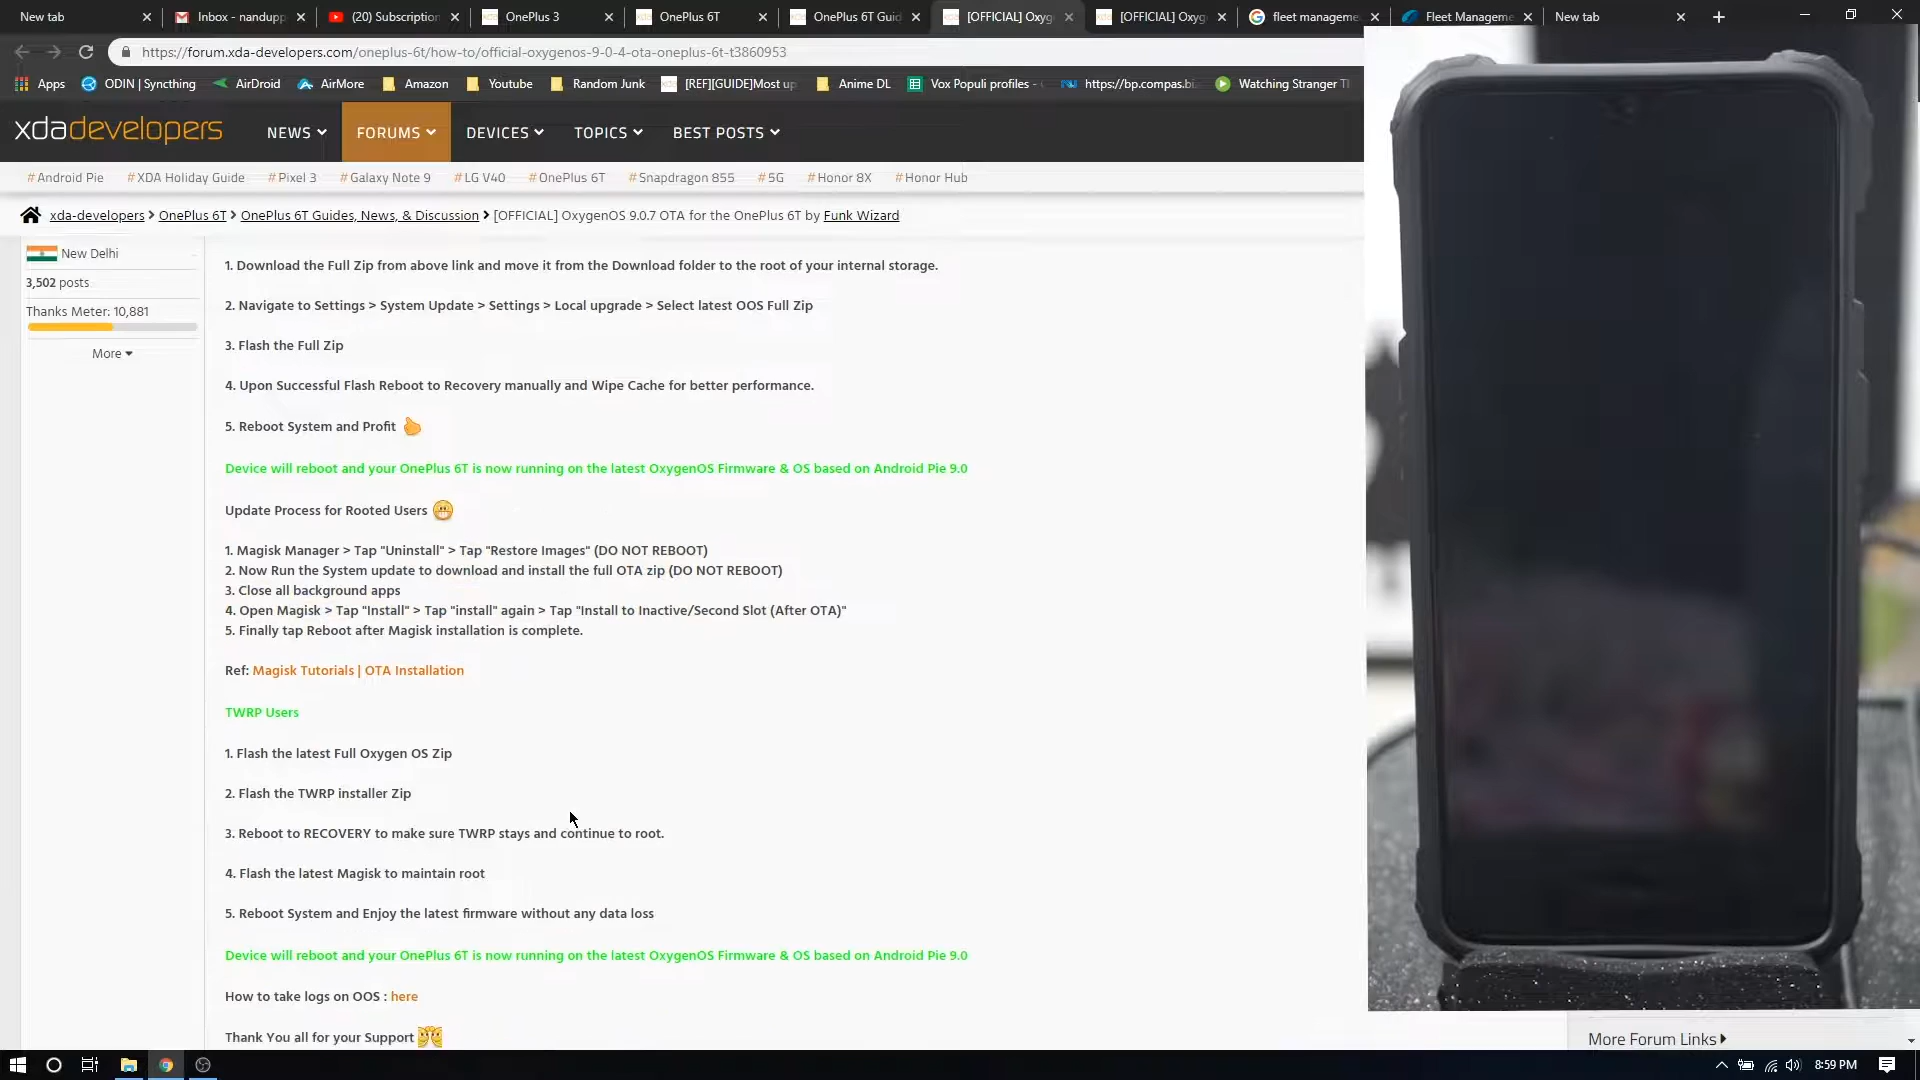 New tab
Inbox - nandupp
(20) Subscription
OnePlus 3
OnePlus 6T
OnePlus 6T Guid
[OFFICIAL] Oxyg
[OFFICIAL] Oxyg
fleet manageme
Fleet Manageme
New tab
https://forum.xda-developers.com/oneplus-6t/how-to/official-oxygenos-9-0-4-ota-oneplus-6t-t3860953
Apps
ODIN | Syncthing
AirDroid
AirMore
Amazon
Youtube
Random Junk
[REF][GUIDE]Most up
Anime DL
Vox Populi profiles -
https://bp.compas.bi
Watching Stranger T
xdadevelopers
NEWS
FORUMS
DEVICES
TOPICS
BEST POSTS
#Android Pie #XDA Holiday Guide #Pixel 3 #Galaxy Note 9 #LG V40 #OnePlus 6T #Snapdragon 855 #5G #Honor 8X #Honor Hub
xda-developers > OnePlus 6T > OnePlus 6T Guides, News, & Discussion > [OFFICIAL] OxygenOS 9.0.7 OTA for the OnePlus 6T by Funk Wizard
New Delhi
3,502 posts
Thanks Meter: 10,881
More
1. Download the Full Zip from above link and move it from the Download folder to the root of your internal storage.
2. Navigate to Settings > System Update > Settings > Local upgrade > Select latest OOS Full Zip
3. Flash the Full Zip
4. Upon Successful Flash Reboot to Recovery manually and Wipe Cache for better performance.
5. Reboot System and Profit
Device will reboot and your OnePlus 6T is now running on the latest OxygenOS Firmware & OS based on Android Pie 9.0
Update Process for Rooted Users
1. Magisk Manager > Tap "Uninstall" > Tap "Restore Images" (DO NOT REBOOT)
2. Now Run the System update to download and install the full OTA zip (DO NOT REBOOT)
3. Close all background apps
4. Open Magisk > Tap "Install" > Tap "install" again > Tap "Install to Inactive/Second Slot (After OTA)"
5. Finally tap Reboot after Magisk installation is complete.
Ref: Magisk Tutorials | OTA Installation
TWRP Users
1. Flash the latest Full Oxygen OS Zip
2. Flash the TWRP installer Zip
3. Reboot to RECOVERY to make sure TWRP stays and continue to root.
4. Flash the latest Magisk to maintain root
5. Reboot System and Enjoy the latest firmware without any data loss
Device will reboot and your OnePlus 6T is now running on the latest OxygenOS Firmware & OS based on Android Pie 9.0
How to take logs on OOS : here
Thank You all for your Support
More Forum Links
8:59 PM